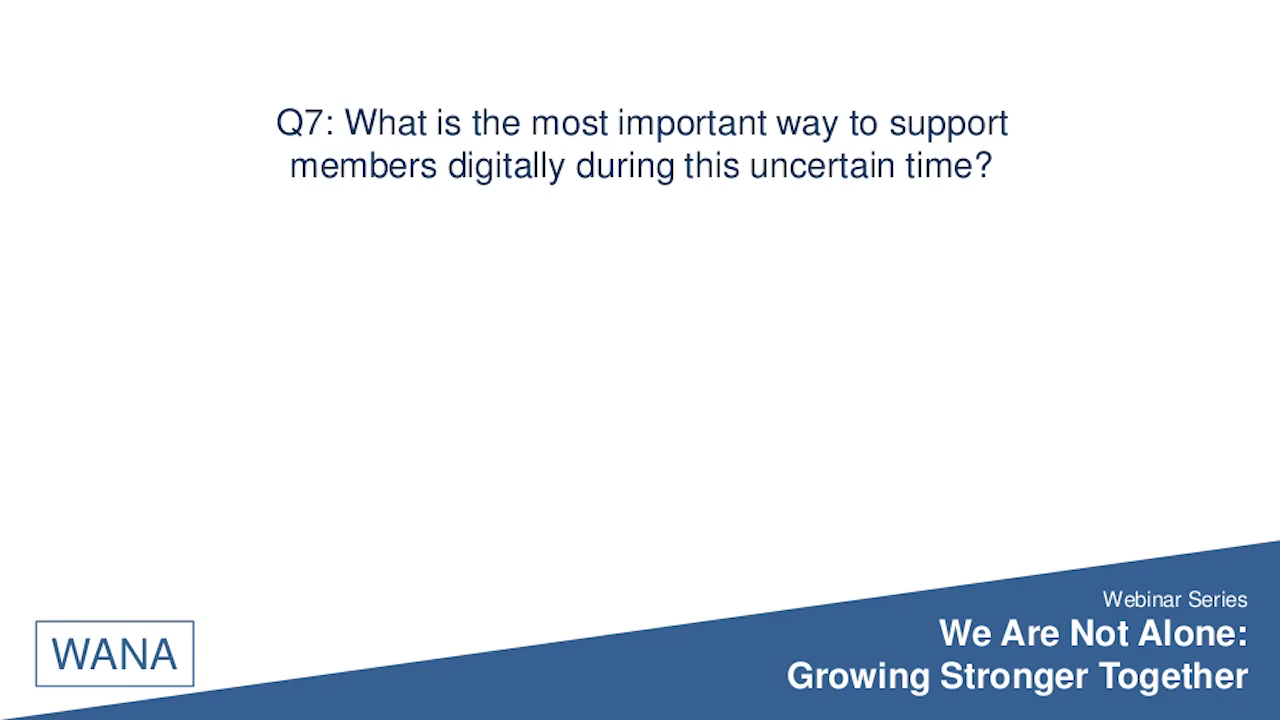 Q7: What is the most important way to support
members digitally during this uncertain time?
Webinar Series
We Are Not Alone:
Growing Stronger Together
WANA